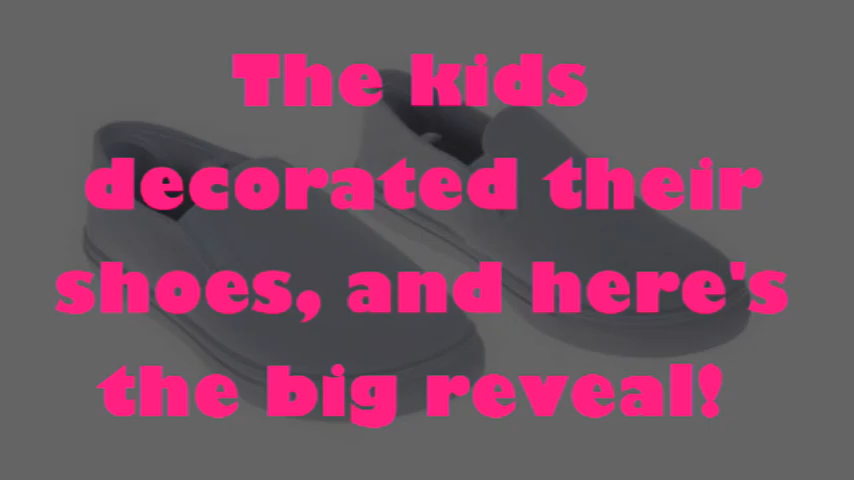 The kids
decorated their
shoes, and here's
the big reveal!